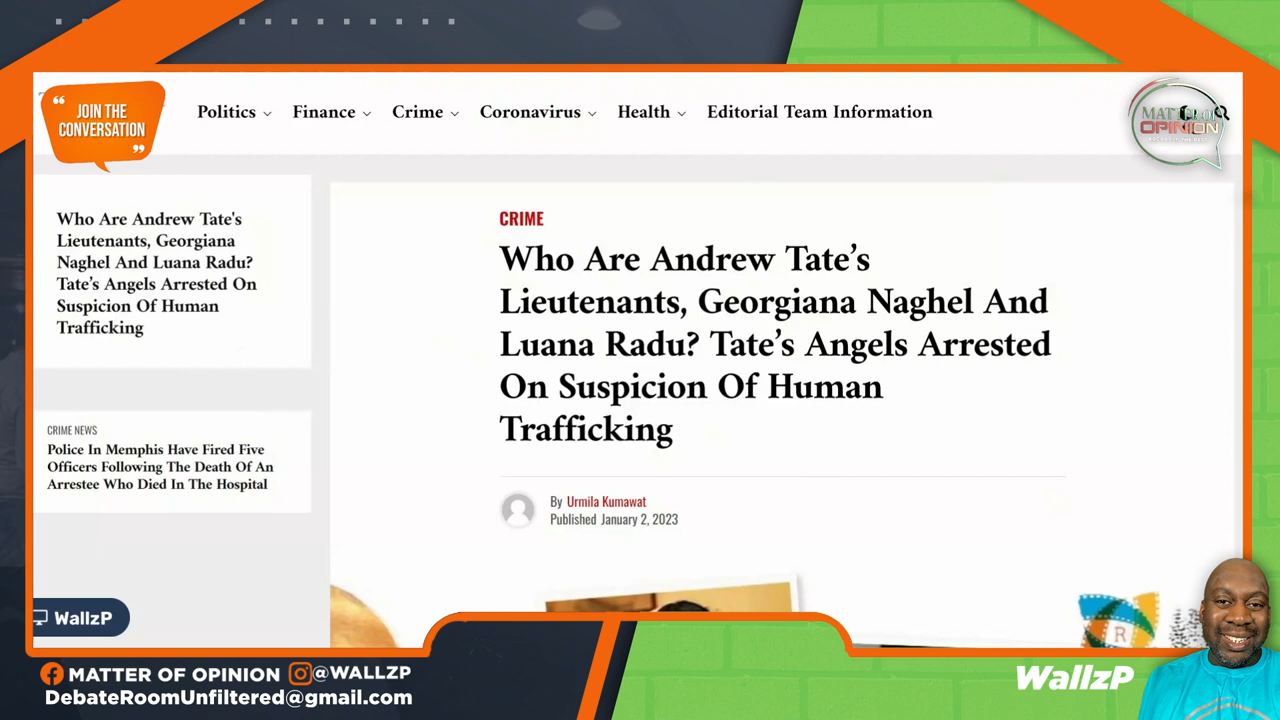 “ JOIN THE
CONVERSATION ”
Politics
Finance
Crime
Coronavirus
Health
Editorial Team Information
MATTER OF
OPINION
Who Are Andrew Tate's
Lieutenants, Georgiana
Naghel And Luana Radu?
Tate's Angels Arrested On
Suspicion Of Human
Trafficking
CRIME NEWS
Police In Memphis Have Fired Five
Officers Following The Death Of An
Arrestee Who Died In The Hospital
CRIME
Who Are Andrew Tate’s
Lieutenants, Georgiana Naghel And
Luana Radu? Tate’s Angels Arrested
On Suspicion Of Human
Trafficking
By Urmila Kumawat
Published January 2, 2023
R
WallzP
MATTER OF OPINION @WALLZP
DebateRoomUnfiltered@gmail.com
WallzP